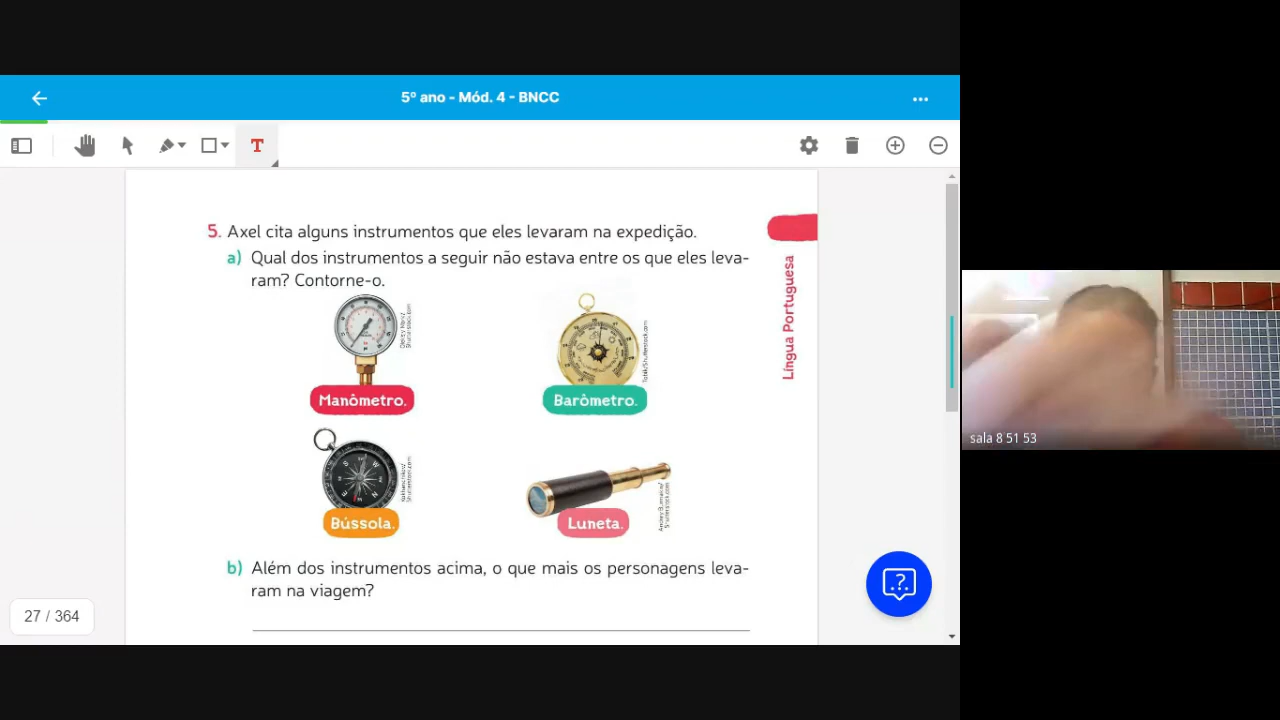 5º ano - Mód. 4 - BNCC
T
5. Axel cita alguns instrumentos que eles levaram na expedição.
a) Qual dos instrumentos a seguir não estava entre os que eles leva-
ram? Contorne-o.
Manômetro.
Barômetro.
Bússola.
Luneta.
b) Além dos instrumentos acima, o que mais os personagens leva-
ram na viagem?
Língua Portuguesa
27 / 364
sala 8 51 53